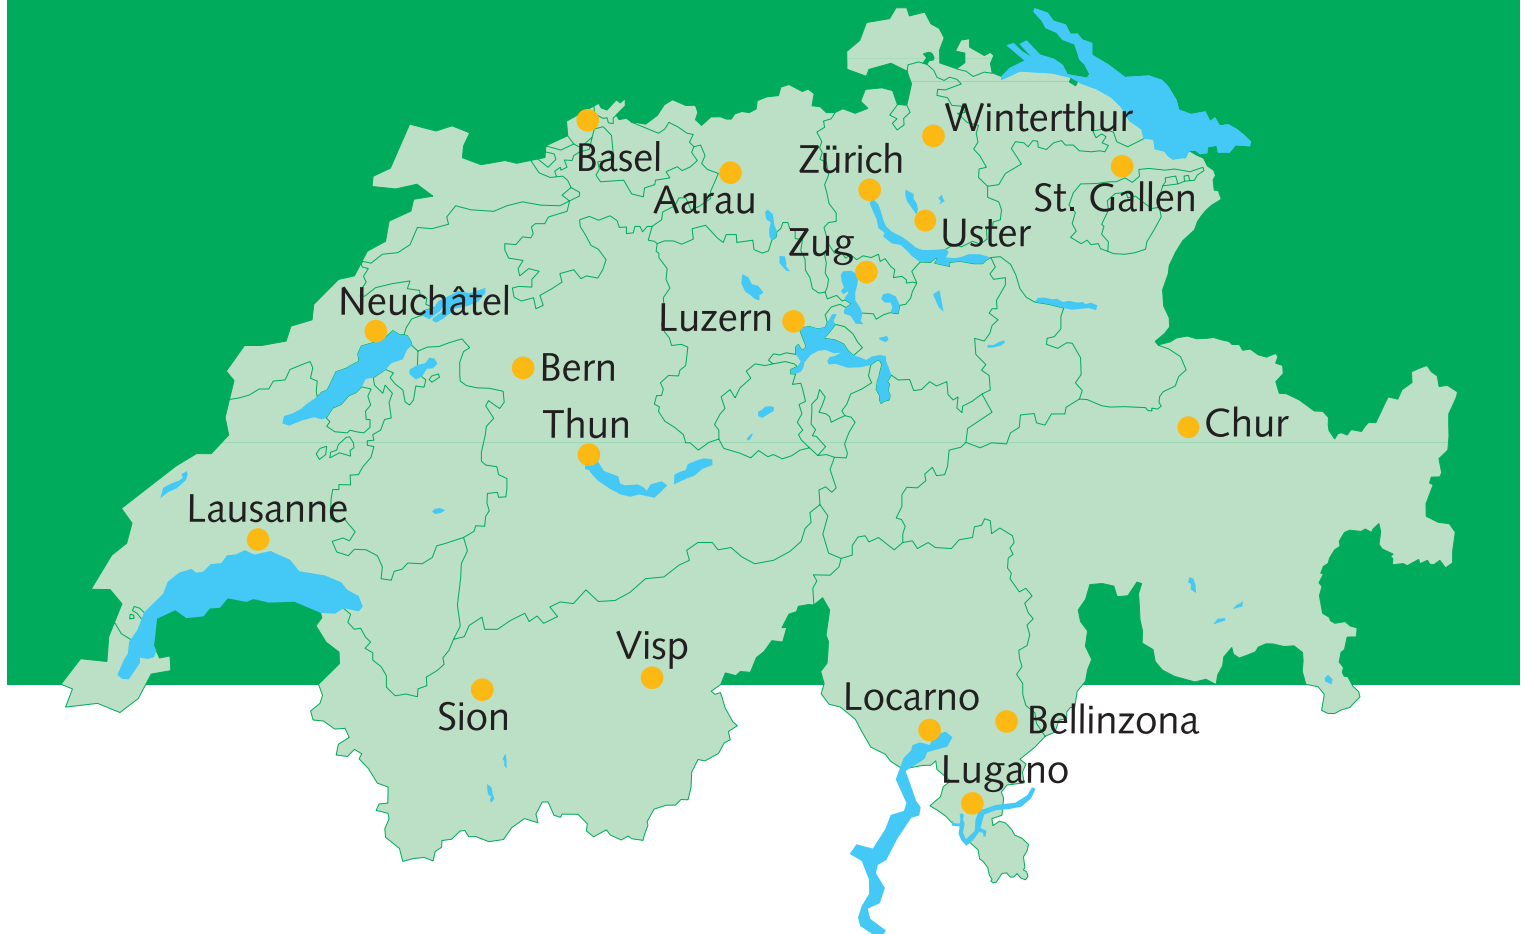 Winterthur
Basel
Zürich
Aarau
St. Gallen
Uster
Zug
Neuchâtel
Luzern
Bern
Thun
Chur
Lausanne
Visp
Sion
Locarno
Bellinzona
Lugano